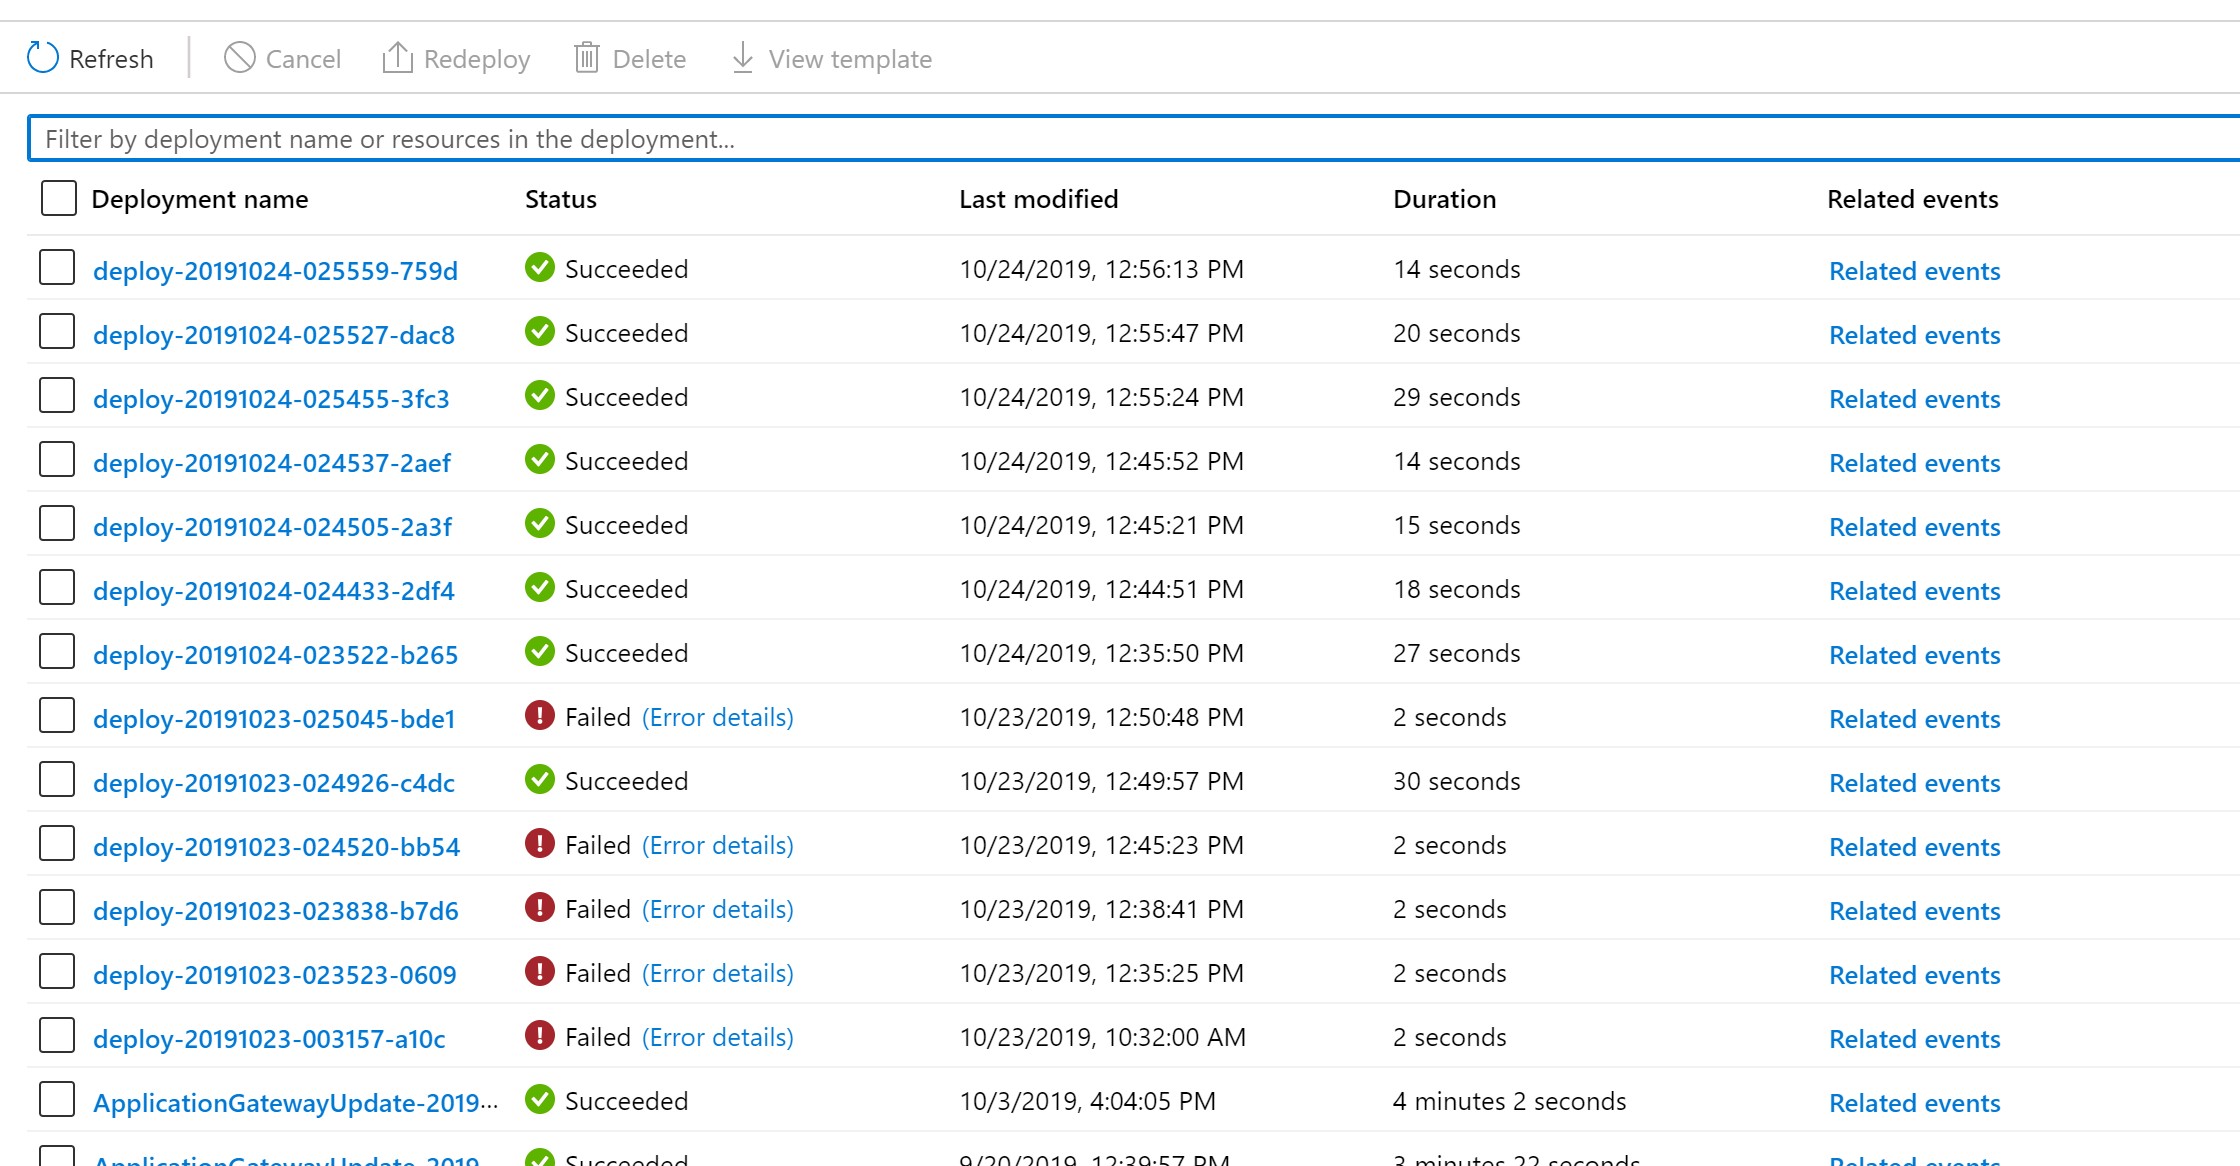 Refresh Cancel Redeploy Delete View template
Filter by deployment name or resources in the deployment...
Deployment name Status Last modified Duration Related events
deploy-20191024-025559-759d Succeeded 10/24/2019, 12:56:13 PM 14 seconds Related events
deploy-20191024-025527-dac8 Succeeded 10/24/2019, 12:55:47 PM 20 seconds Related events
deploy-20191024-025455-3fc3 Succeeded 10/24/2019, 12:55:24 PM 29 seconds Related events
deploy-20191024-024537-2aef Succeeded 10/24/2019, 12:45:52 PM 14 seconds Related events
deploy-20191024-024505-2a3f Succeeded 10/24/2019, 12:45:21 PM 15 seconds Related events
deploy-20191024-024433-2df4 Succeeded 10/24/2019, 12:44:51 PM 18 seconds Related events
deploy-20191024-023522-b265 Succeeded 10/24/2019, 12:35:50 PM 27 seconds Related events
deploy-20191023-025045-bde1 Failed (Error details) 10/23/2019, 12:50:48 PM 2 seconds Related events
deploy-20191023-024926-c4dc Succeeded 10/23/2019, 12:49:57 PM 30 seconds Related events
deploy-20191023-024520-bb54 Failed (Error details) 10/23/2019, 12:45:23 PM 2 seconds Related events
deploy-20191023-023838-b7d6 Failed (Error details) 10/23/2019, 12:38:41 PM 2 seconds Related events
deploy-20191023-023523-0609 Failed (Error details) 10/23/2019, 12:35:25 PM 2 seconds Related events
deploy-20191023-003157-a10c Failed (Error details) 10/23/2019, 10:32:00 AM 2 seconds Related events
ApplicationGatewayUpdate-2019... Succeeded 10/3/2019, 4:04:05 PM 4 minutes 2 seconds Related events
ApplicationGatewayUpdate-2019 Succeeded 9/20/2019, 12:39:57 PM 3 minutes 22 seconds Related events